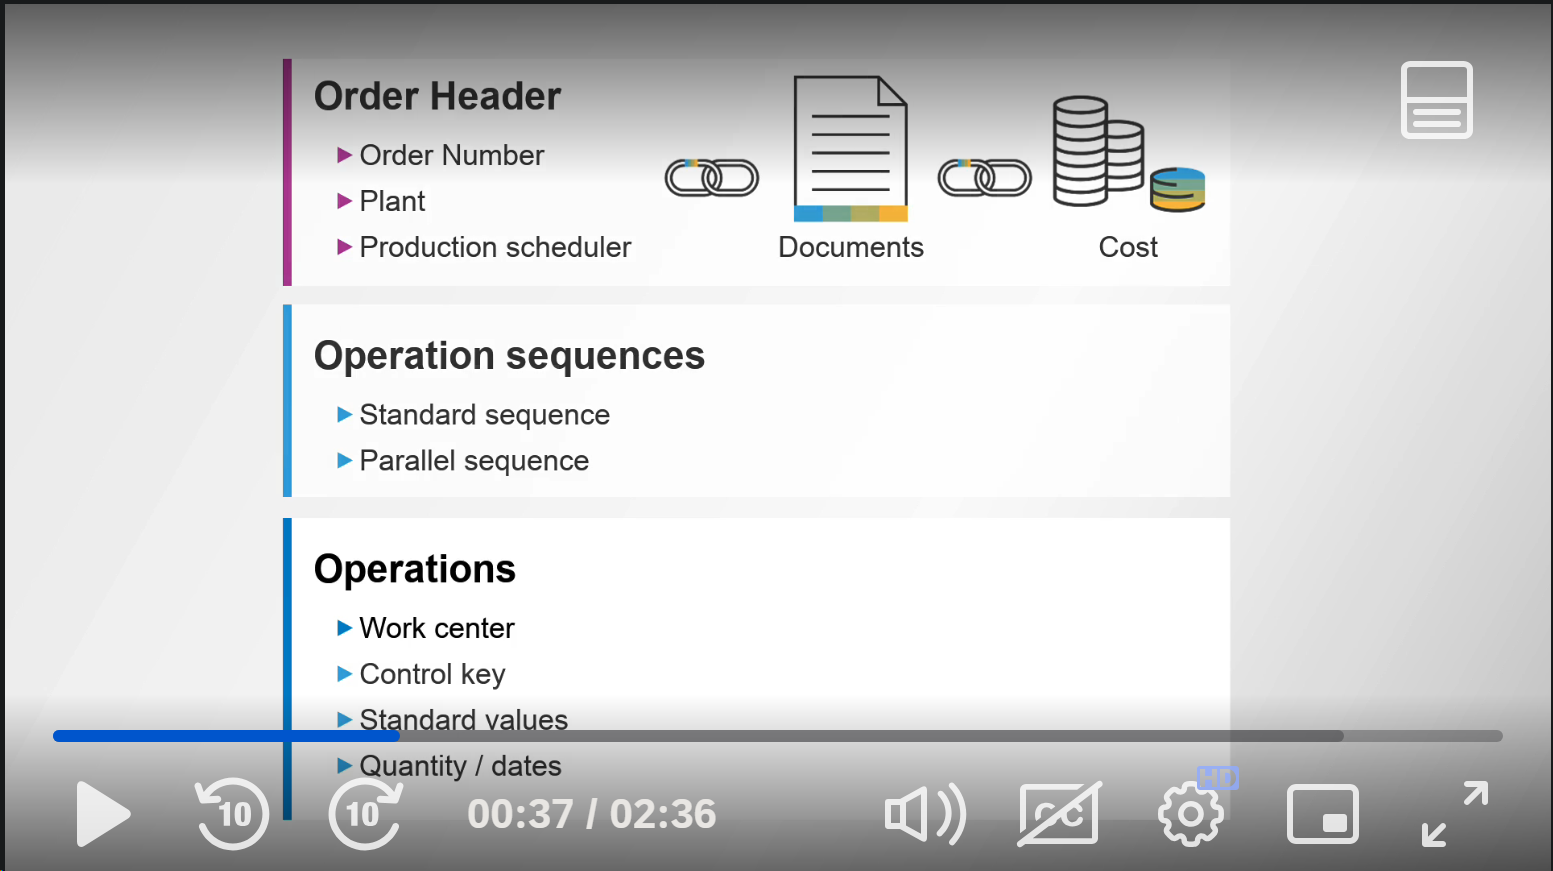 Order Header
Order Number
Plant
Production scheduler
Documents
Cost
Operation sequences
Standard sequence
Parallel sequence
Operations
Work center
Control key
Standard values
Quantity / dates
10
10
00:37 / 02:36
CC
HD